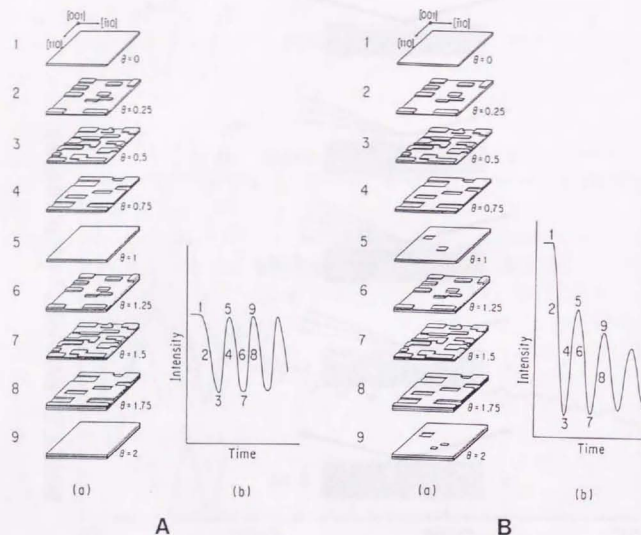 [001]
[110] [1̄10]
1 θ=0
2 θ=0.25
3 θ=0.5
4 θ=0.75
5 θ=1
6 θ=1.25
7 θ=1.5
8 θ=1.75
9 θ=2
(a)
Intensity
1 5 9
2 4 6 8
3 7
Time
(b)
A
[001]
[110] [1̄10]
1 θ=0
2 θ=0.25
3 θ=0.5
4 θ=0.75
5 θ=1
6 θ=1.25
7 θ=1.5
8 θ=1.75
9 θ=2
(a)
Intensity
1
2
5
9
4 6
8
3 7
Time
(b)
B